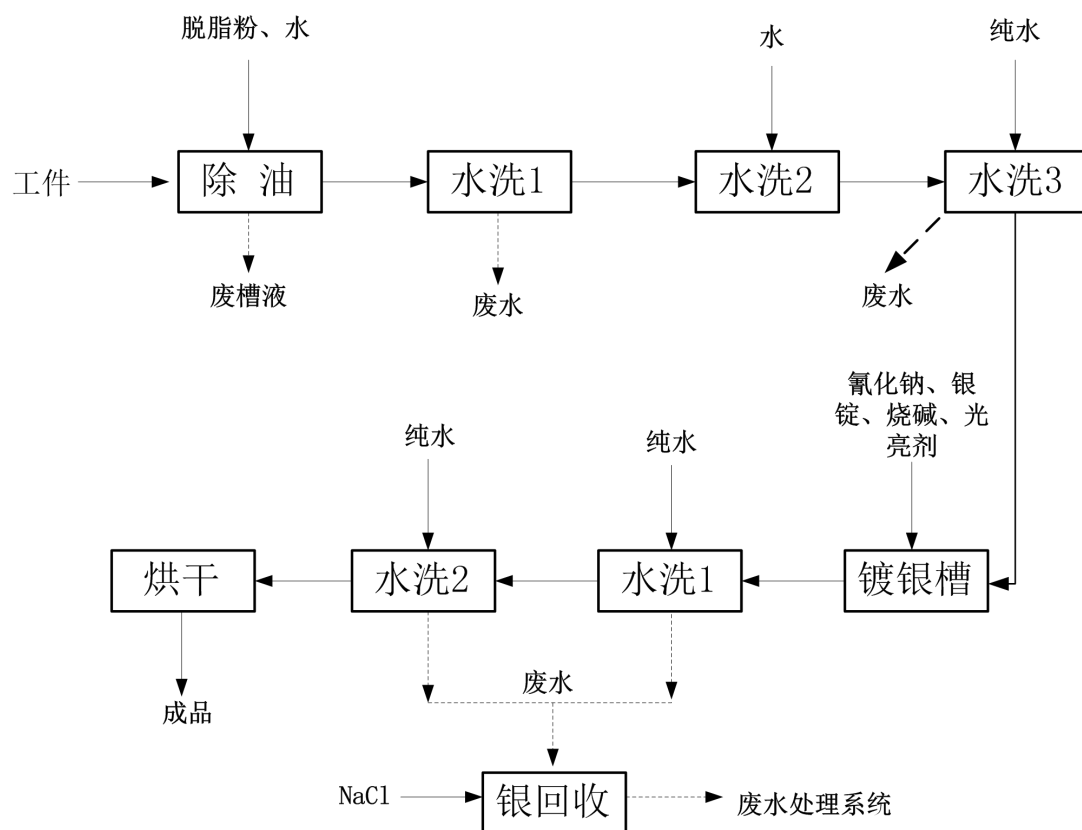 脱脂粉、水
水
纯水
工件
除 油
水洗1
水洗2
水洗3
废槽液
废水
废水
氰化钠、银
锭、烧碱、光
亮剂
纯水
纯水
烘干
水洗2
水洗1
镀银槽
成品
废水
NaCl
银回收
废水处理系统